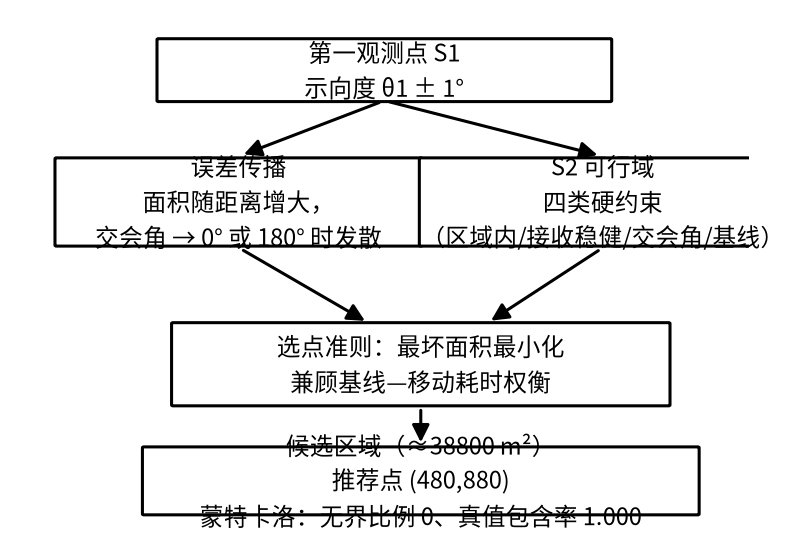 第一观测点 S1
示向度 θ1 ± 1°
误差传播
面积随距离增大，
交会角 → 0° 或 180° 时发散
S2 可行域
四类硬约束
（区域内/接收稳健/交会角/基线）
选点准则：最坏面积最小化
兼顾基线—移动耗时权衡
候选区域（≈38800 m²）
推荐点 (480,880)
蒙特卡洛：无界比例 0、真值包含率 1.000